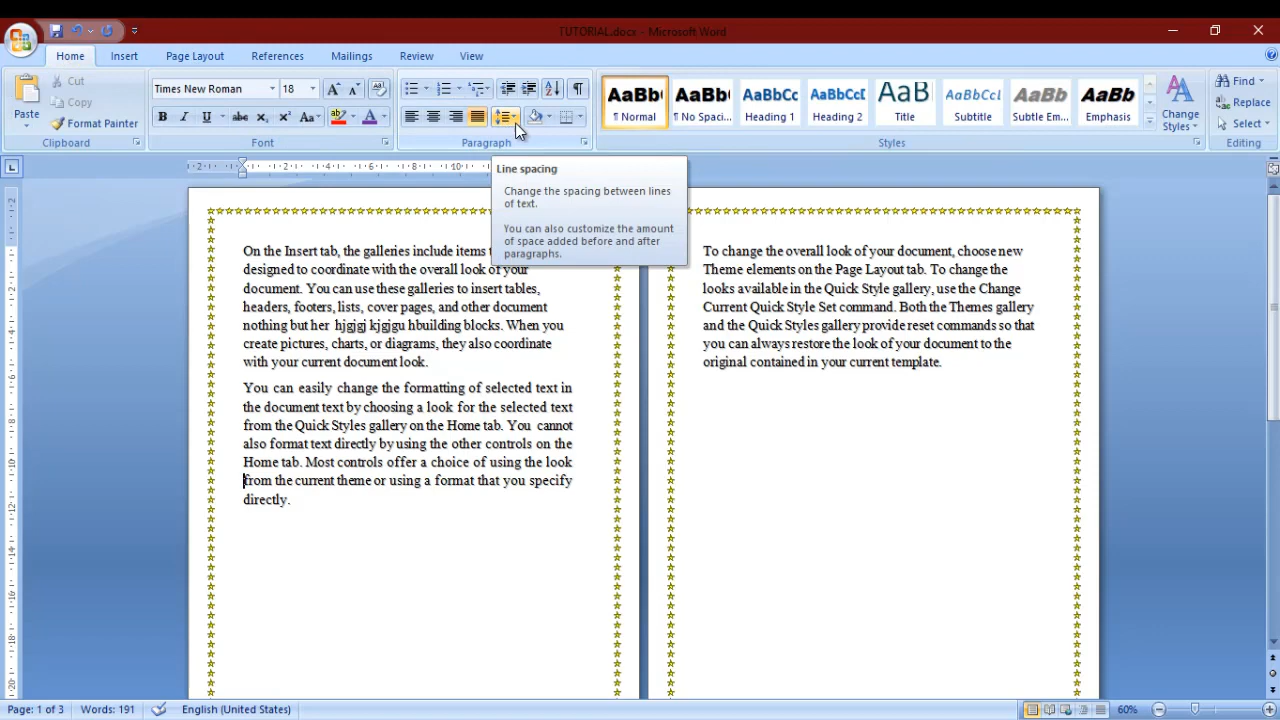 TUTORIAL.docx - Microsoft Word
Home Insert Page Layout References Mailings Review View
Paste
Cut
Copy
Format Painter
Clipboard
Times New Roman 18
Font
Paragraph
AaBbCc
¶ Normal
AaBbCc
¶ No Spaci...
AaBbCc
Heading 1
AaBbCc
Heading 2
AaB
Title
AaBbCcl
Subtitle
AaBbCc
Subtle Em...
AaBbCc
Emphasis
Change
Styles
Styles
Find
Replace
Select
Editing
Line spacing
Change the spacing between lines
of text.
You can also customize the amount
of space added before and after
paragraphs.
On the Insert tab, the galleries include items
designed to coordinate with the overall look of your
document. You can use these galleries to insert tables,
headers, footers, lists, cover pages, and other document
nothing but her hjgjgj kjgjgu hbuilding blocks. When you
create pictures, charts, or diagrams, they also coordinate
with your current document look.
You can easily change the formatting of selected text in
the document text by choosing a look for the selected text
from the Quick Styles gallery on the Home tab. You cannot
also format text directly by using the other controls on the
Home tab. Most controls offer a choice of using the look
from the current theme or using a format that you specify
directly.
To change the overall look of your document, choose new
Theme elements on the Page Layout tab. To change the
looks available in the Quick Style gallery, use the Change
Current Quick Style Set command. Both the Themes gallery
and the Quick Styles gallery provide reset commands so that
you can always restore the look of your document to the
original contained in your current template.
Page: 1 of 3 Words: 191 English (United States) 60%